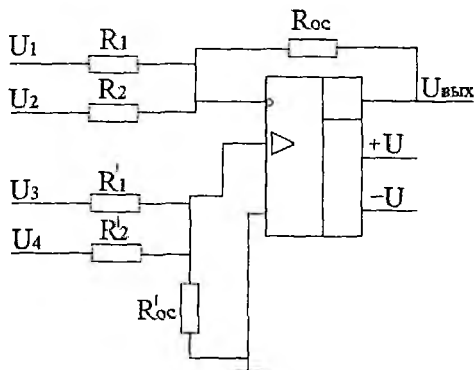 U₁ R₁ Rос
U₂ R₂ Uвых
+U
U₃ R'₁
−U
U₄ R'₂
R'ос